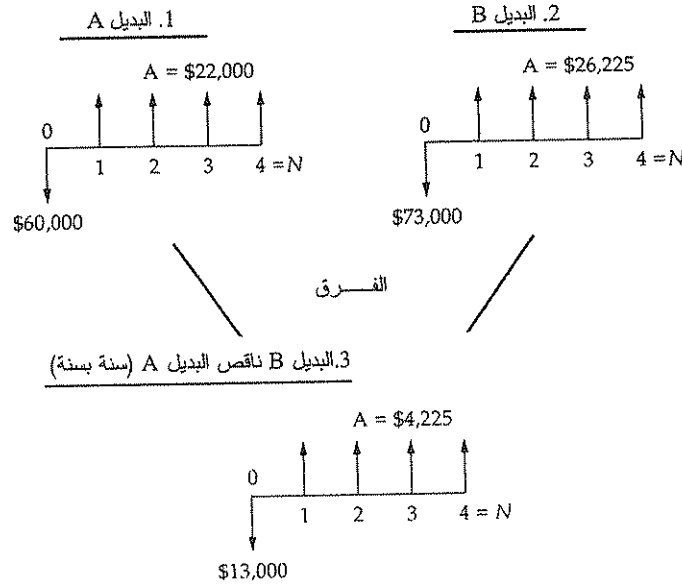 1. البديل A
A = $22,000
0
1 2 3 4 = N
$60,000
2. البديل B
A = $26,225
0
1 2 3 4 = N
$73,000
الفـــــرق
3.البديل B ناقص البديل A (سنة بسنة)
A = $4,225
0
1 2 3 4 = N
$13,000